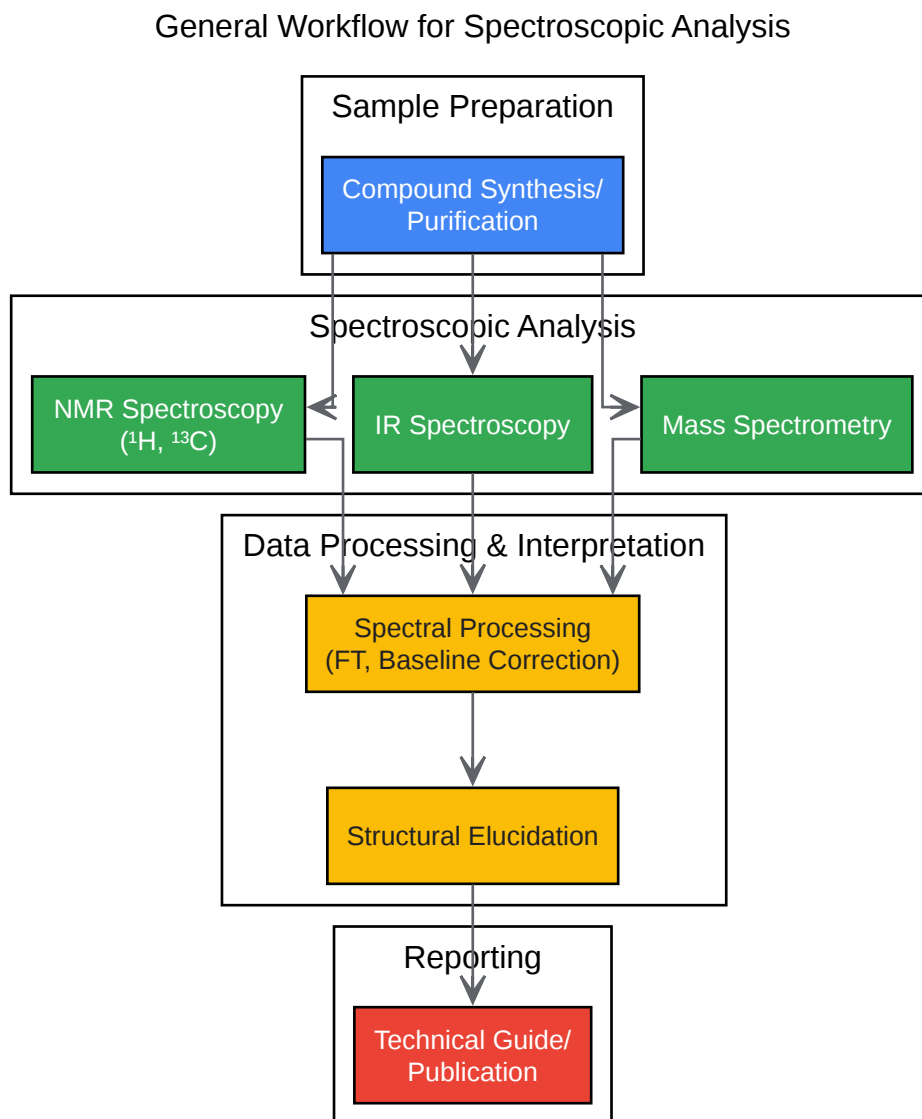 General Workflow for Spectroscopic Analysis
Sample Preparation
Compound Synthesis/
Purification
Spectroscopic Analysis
NMR Spectroscopy
(¹H, ¹³C)
IR Spectroscopy
Mass Spectrometry
Data Processing & Interpretation
Spectral Processing
(FT, Baseline Correction)
Structural Elucidation
Reporting
Technical Guide/
Publication